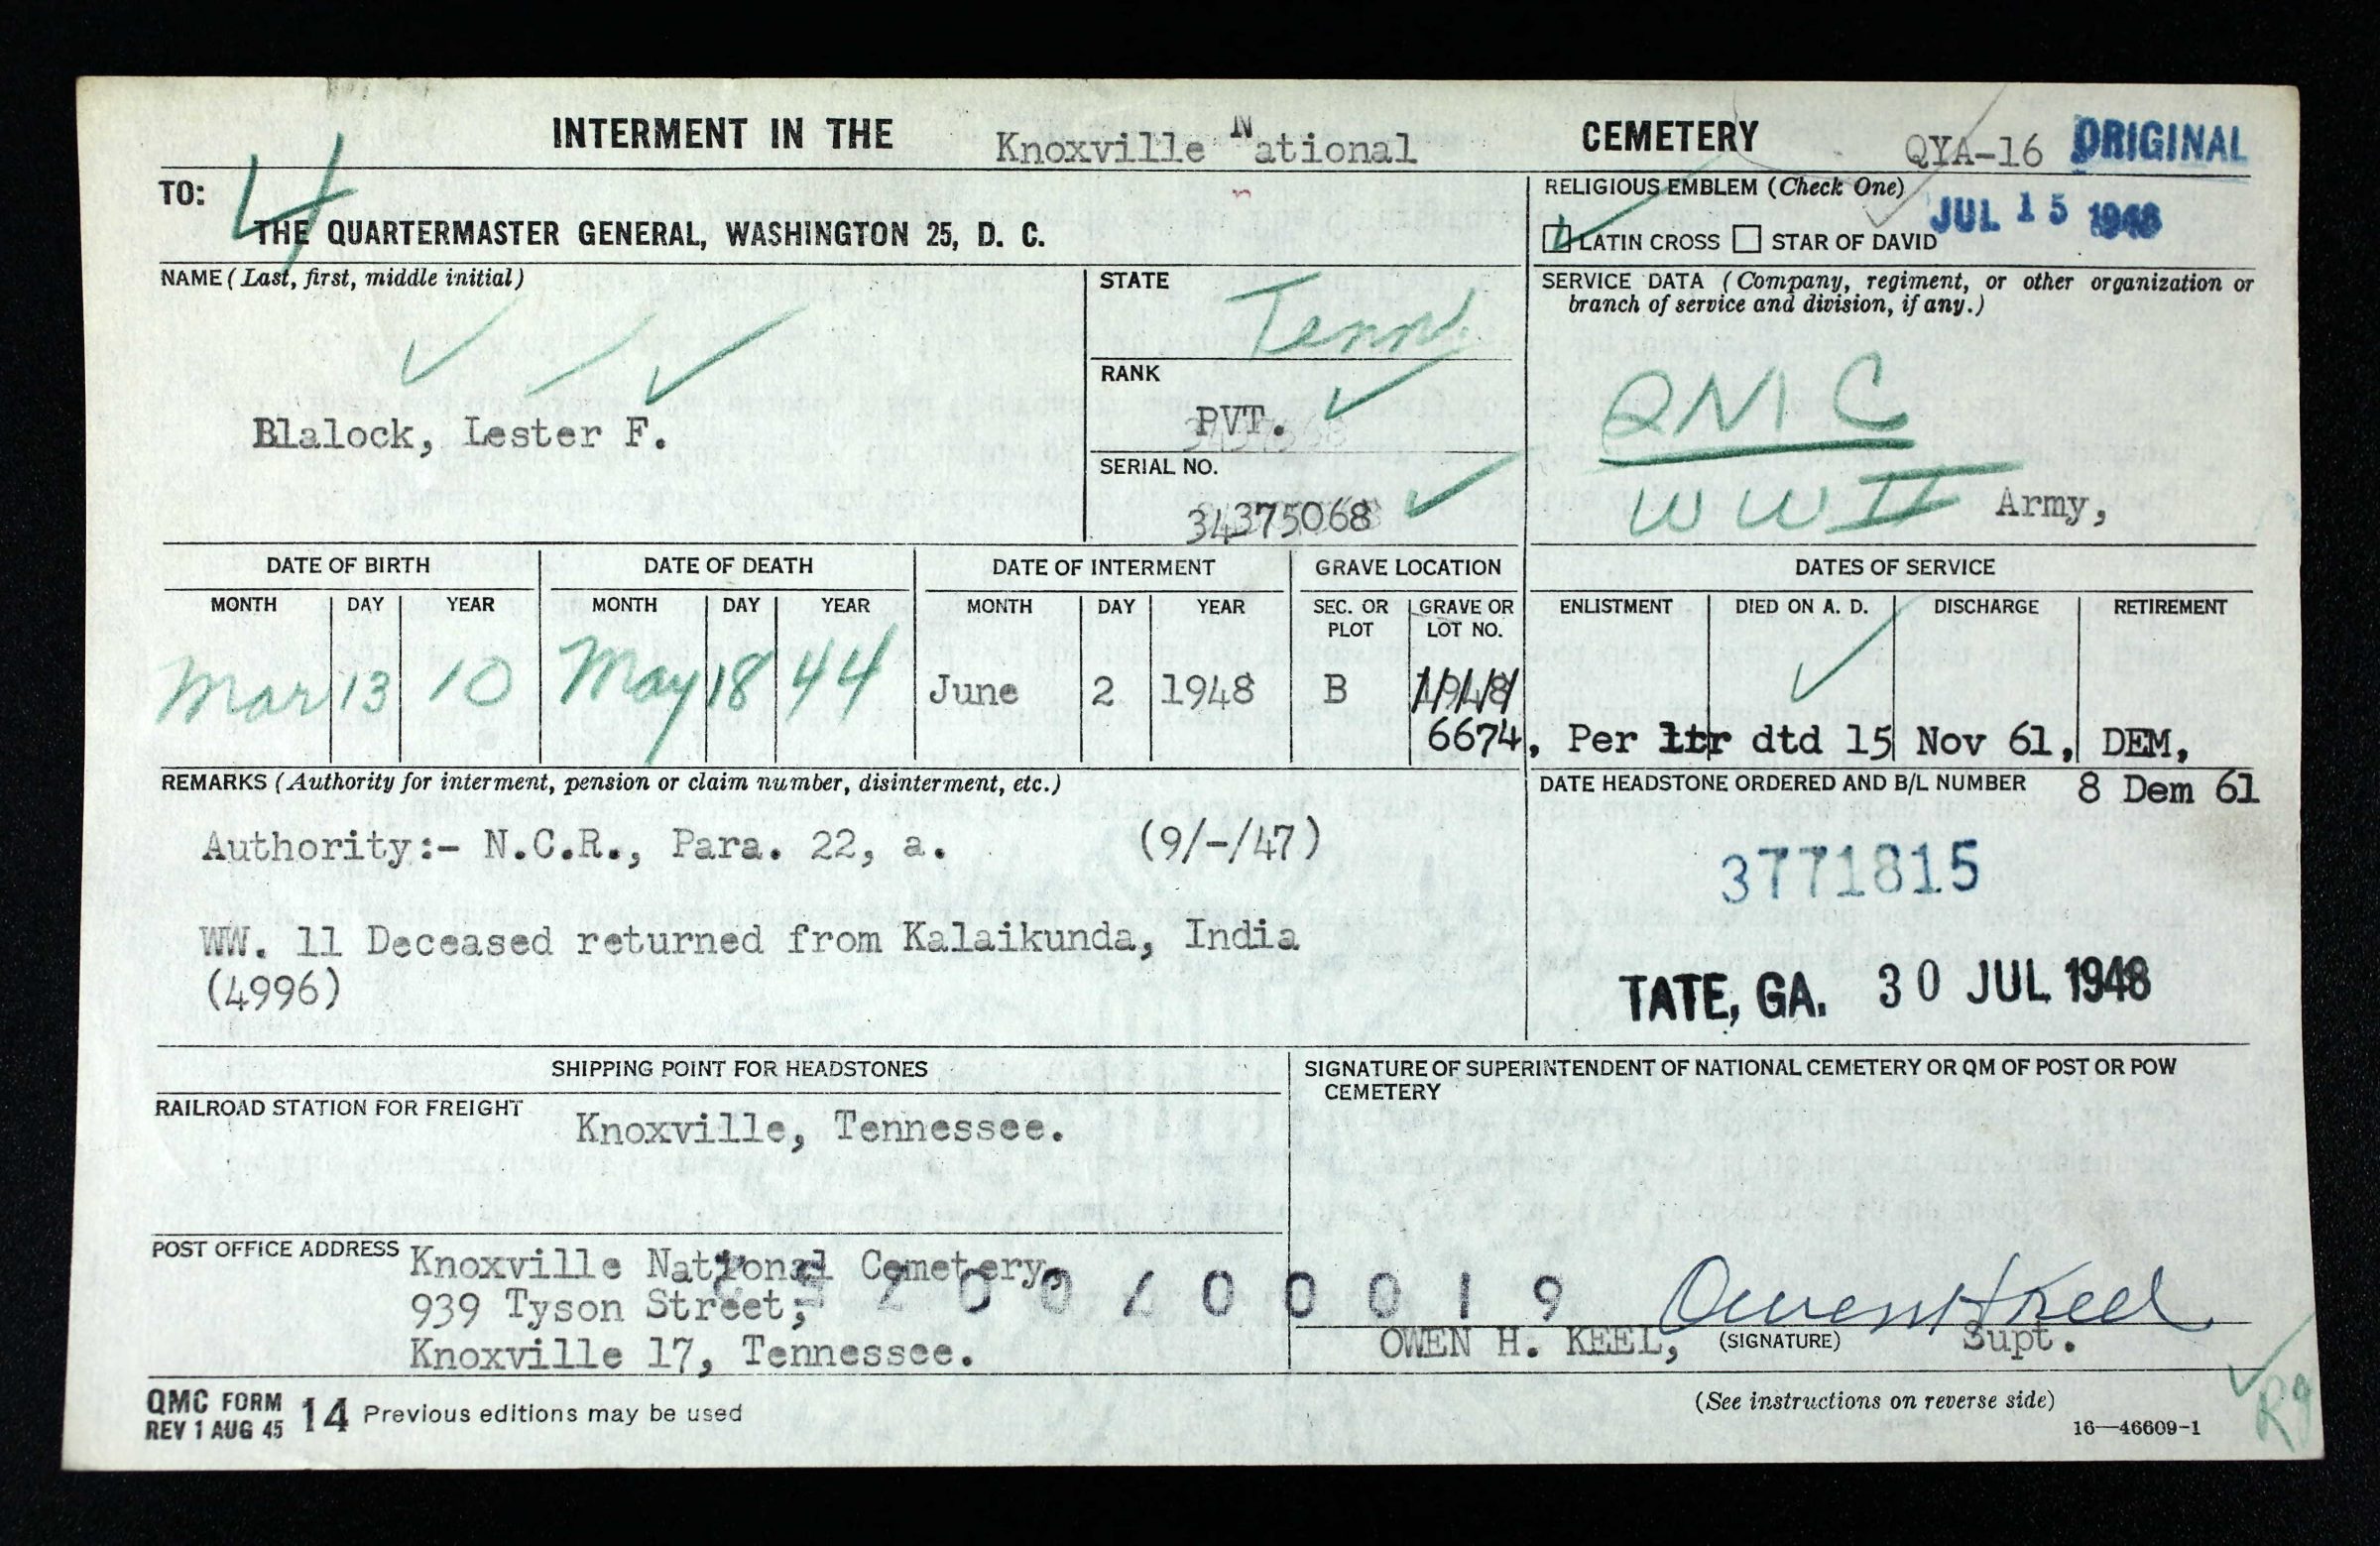 INTERMENT IN THE Knoxville National CEMETERY QYA-16 ORIGINAL
TO: 4
THE QUARTERMASTER GENERAL, WASHINGTON 25, D. C.
RELIGIOUS EMBLEM (Check One)
LATIN CROSS STAR OF DAVID
JUL 15 1948
NAME (Last, first, middle initial)
Blalock, Lester F.
STATE
Tenn.
RANK
PVT.
SERIAL NO.
34375068
SERVICE DATA (Company, regiment, or other organization or
branch of service and division, if any.)
QMC
WW II Army,
DATE OF BIRTH DATE OF DEATH DATE OF INTERMENT GRAVE LOCATION DATES OF SERVICE
MONTH DAY YEAR MONTH DAY YEAR MONTH DAY YEAR SEC. OR PLOT GRAVE OR LOT NO. ENLISTMENT DIED ON A. D. DISCHARGE RETIREMENT
Mar 13 10 May 18 44 June 2 1948 B
6674, Per ltr dtd 15 Nov 61, DEM,
8 Dem 61
REMARKS (Authority for interment, pension or claim number, disinterment, etc.)
Authority:- N.C.R., Para. 22, a. (9/-/47)
WW. 11 Deceased returned from Kalaikunda, India
(4996)
DATE HEADSTONE ORDERED AND B/L NUMBER
3771815
TATE, GA. 30 JUL 1948
SHIPPING POINT FOR HEADSTONES
RAILROAD STATION FOR FREIGHT
Knoxville, Tennessee.
POST OFFICE ADDRESS
Knoxville National Cemetery,
939 Tyson Street,
Knoxville 17, Tennessee.
SIGNATURE OF SUPERINTENDENT OF NATIONAL CEMETERY OR QM OF POST OR POW
CEMETERY
Owen H Keel
OWEN H. KEEL, (SIGNATURE) Supt.
QMC FORM 14 Previous editions may be used
REV 1 AUG 45
(See instructions on reverse side)
16—46609-1